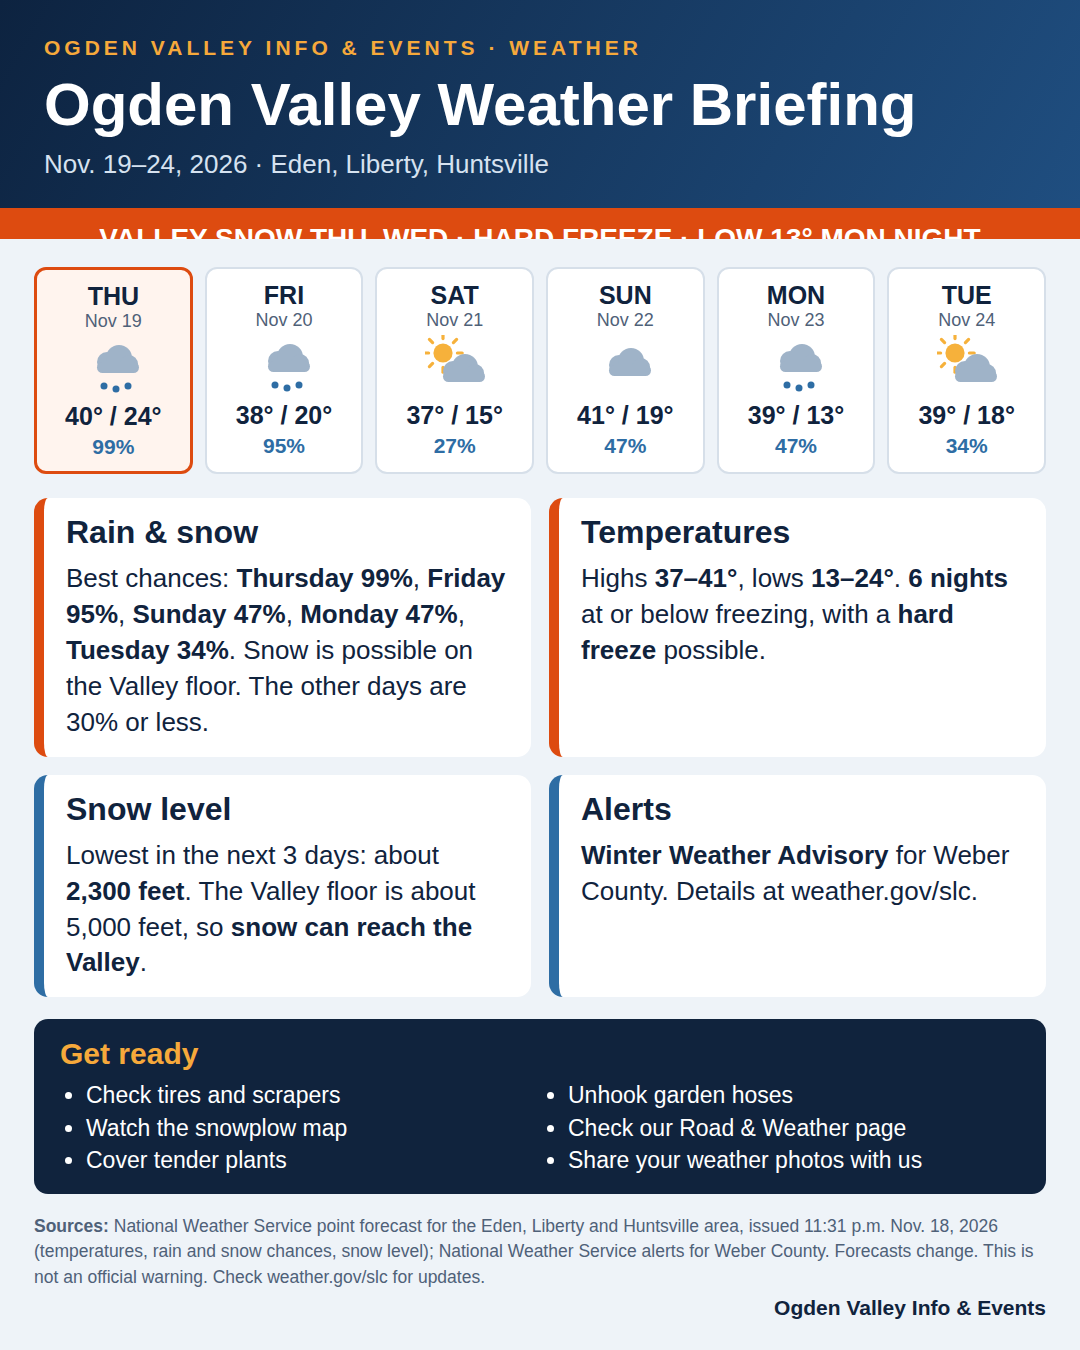 OGDEN VALLEY INFO & EVENTS · WEATHER
Ogden Valley Weather Briefing
Nov. 19–24, 2026 · Eden, Liberty, Huntsville
VALLEY SNOW THU, WED · HARD FREEZE · LOW 13° MON NIGHT
THU
Nov 19
40° / 24°
99%
FRI
Nov 20
38° / 20°
95%
SAT
Nov 21
37° / 15°
27%
SUN
Nov 22
41° / 19°
47%
MON
Nov 23
39° / 13°
47%
TUE
Nov 24
39° / 18°
34%
Rain & snow
Best chances: Thursday 99%, Friday
95%, Sunday 47%, Monday 47%,
Tuesday 34%. Snow is possible on
the Valley floor. The other days are
30% or less.
Temperatures
Highs 37–41°, lows 13–24°. 6 nights
at or below freezing, with a hard
freeze possible.
Snow level
Lowest in the next 3 days: about
2,300 feet. The Valley floor is about
5,000 feet, so snow can reach the
Valley.
Alerts
Winter Weather Advisory for Weber
County. Details at weather.gov/slc.
Get ready
• Check tires and scrapers
• Watch the snowplow map
• Cover tender plants
• Unhook garden hoses
• Check our Road & Weather page
• Share your weather photos with us
Sources: National Weather Service point forecast for the Eden, Liberty and Huntsville area, issued 11:31 p.m. Nov. 18, 2026
(temperatures, rain and snow chances, snow level); National Weather Service alerts for Weber County. Forecasts change. This is
not an official warning. Check weather.gov/slc for updates.
Ogden Valley Info & Events